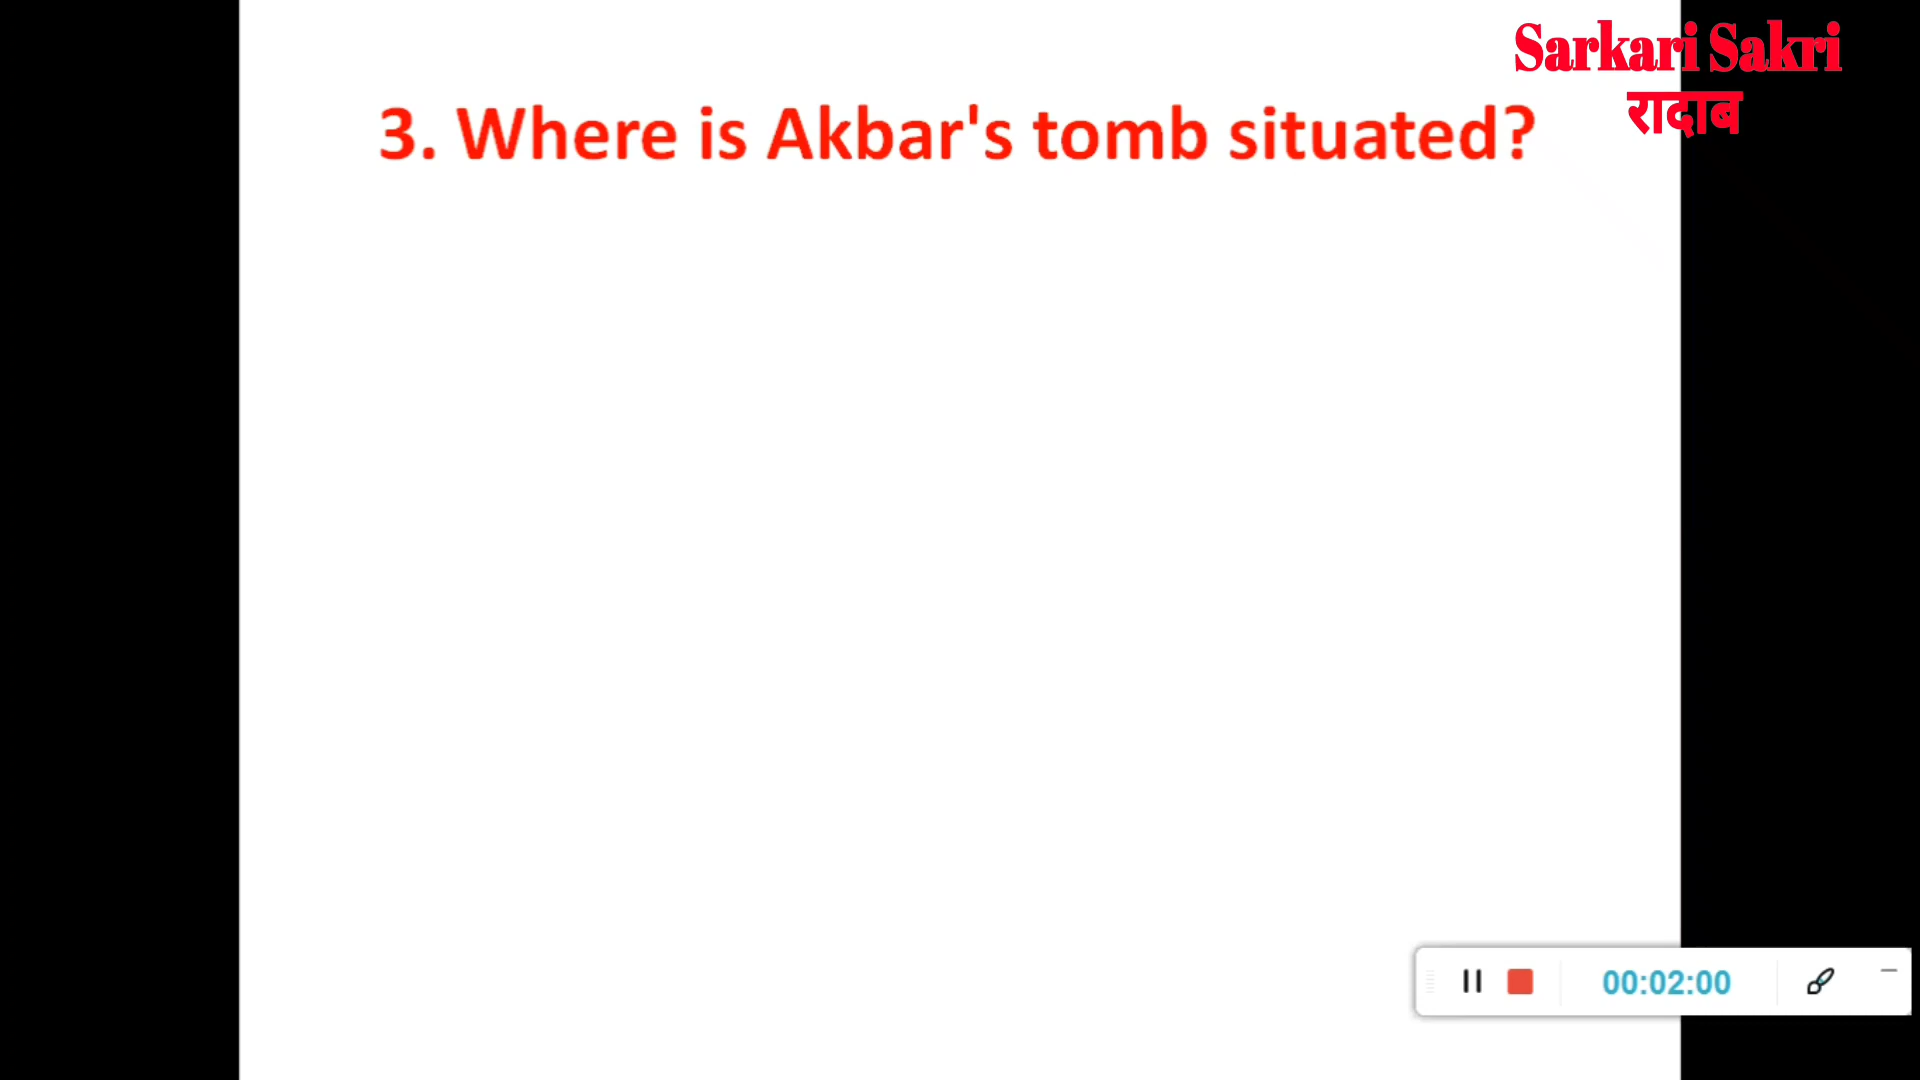 Sarkari Sakri
रादाब
3. Where is Akbar's tomb situated?
00:02:00